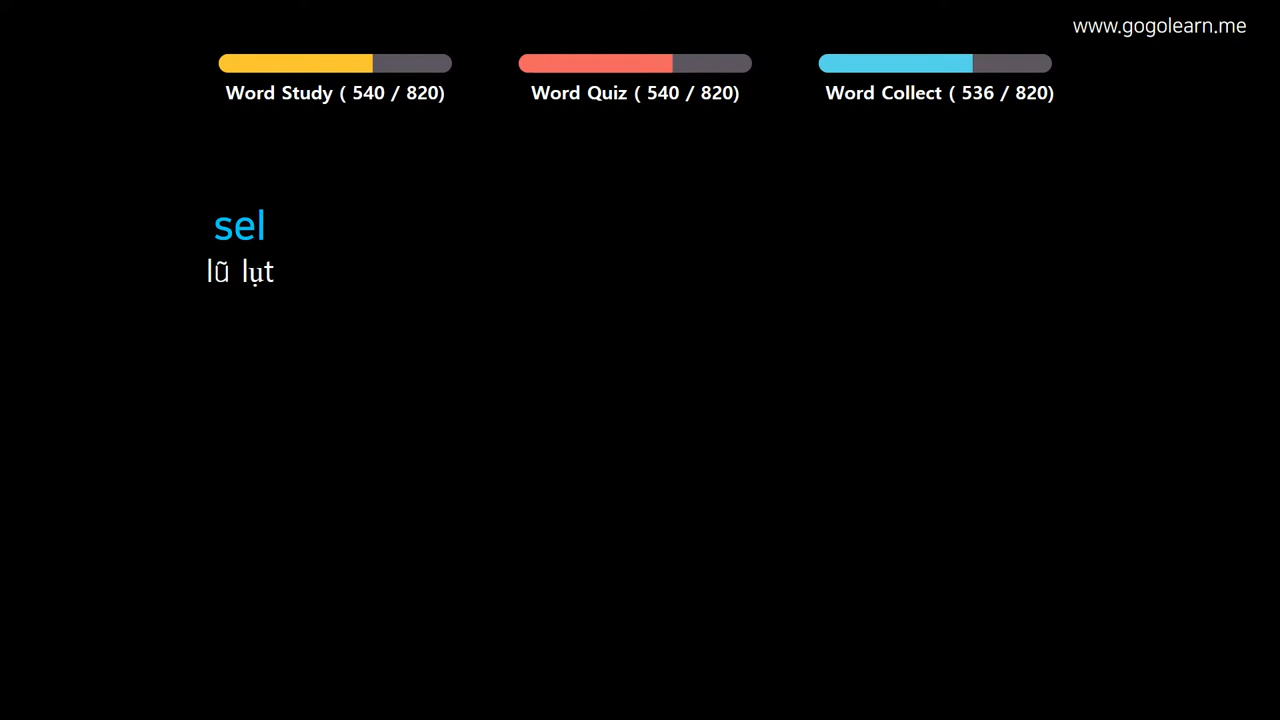 www.gogolearn.me
Word Study ( 540 / 820)
Word Quiz ( 540 / 820)
Word Collect ( 536 / 820)
sel
lũ lụt